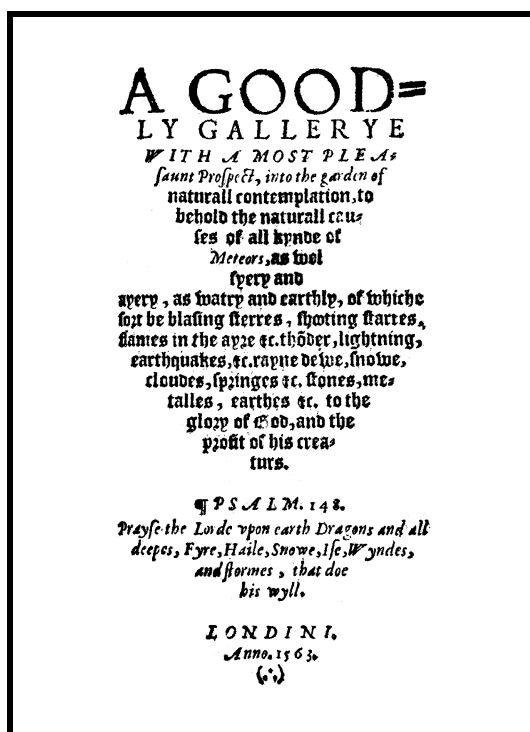 A GOOD=
LY GALLERYE
WITH A MOST PLEA-
ſaunt Proſpect, into the garden of
naturall contemplation, to
behold the naturall cau-
ſes of all kynde of
Meteors, as wel
fyery and
ayery, as watry and earthly, of whiche
ſort be blaſing ſterres, ſhooting ſtarres,
flames in the ayre &c. thõder, lightning,
earthquakes, &c. rayne dewe, ſnowe,
cloudes, ſpringes &c. ſtones, me-
talles, earthes &c. to the
glory of God, and the
profit of his crea-
turs.
¶ PSALM. 148.
Prayſe the Lorde vpon earth Dragons and all
deepes, Fyre, Haile, Snowe, Iſe, Wyndes,
and ſtormes, that doe
his wyll.
LONDINI.
Anno. 1563.